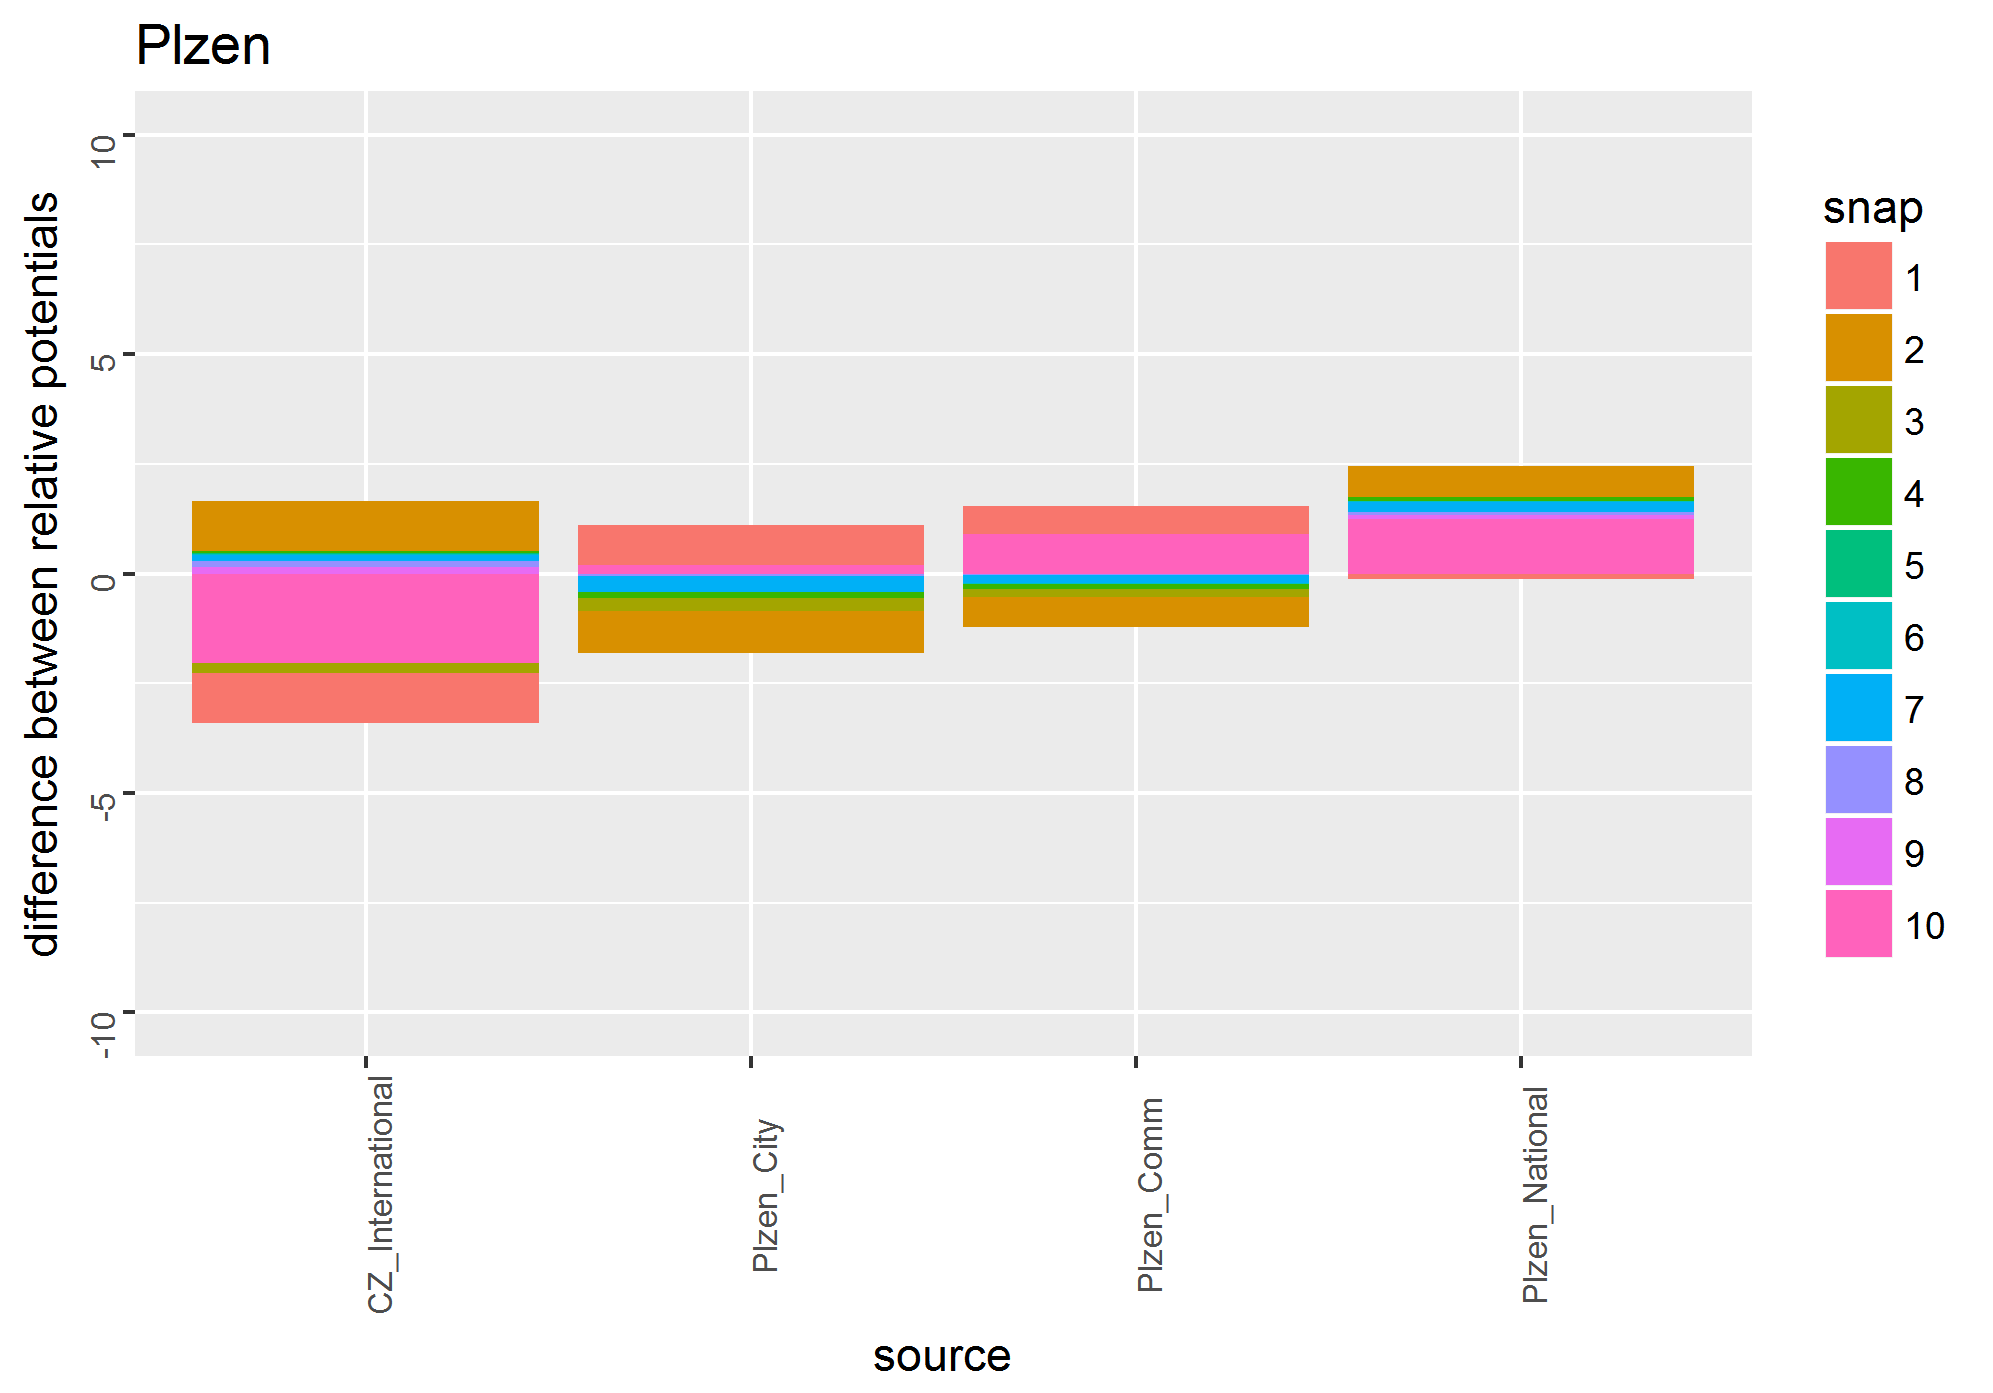 Plzen
difference between relative potentials
10
5
0
-5
-10
CZ_International
Plzen_City
Plzen_Comm
Plzen_National
source
snap
1
2
3
4
5
6
7
8
9
10